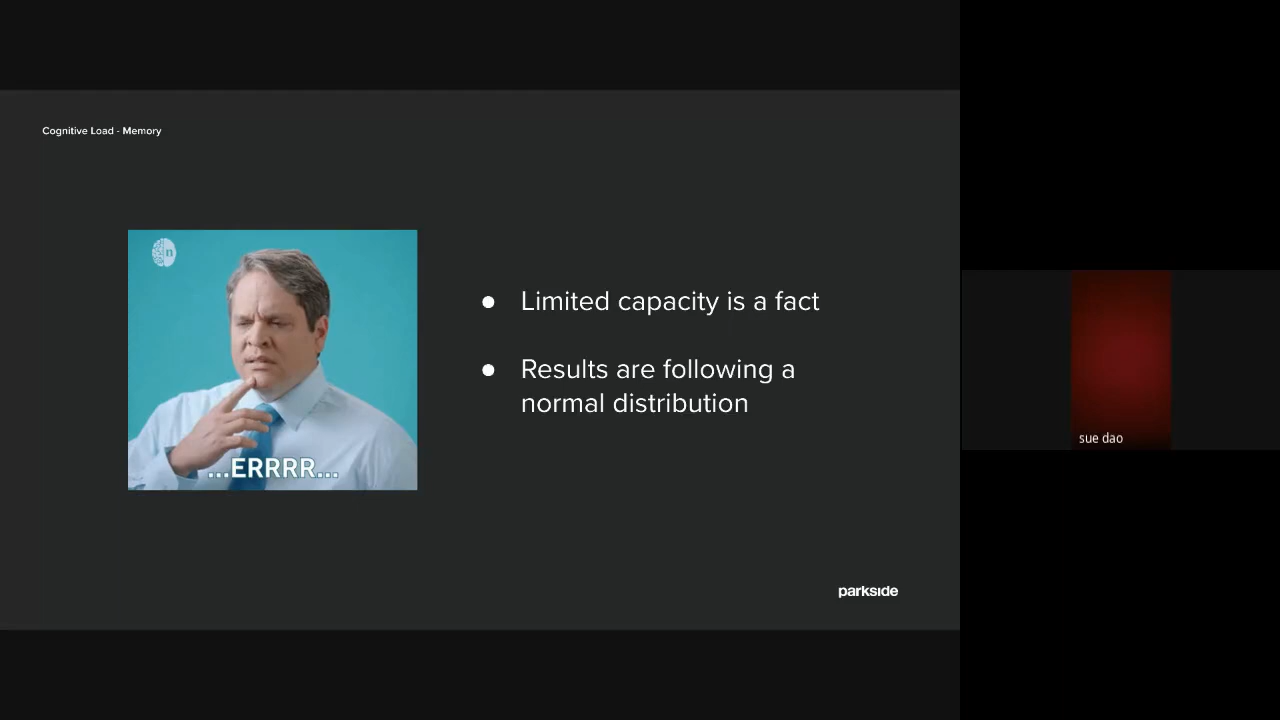 Cognitive Load - Memory
n
...ERRRR...
● Limited capacity is a fact
● Results are following a
normal distribution
parkside
sue dao